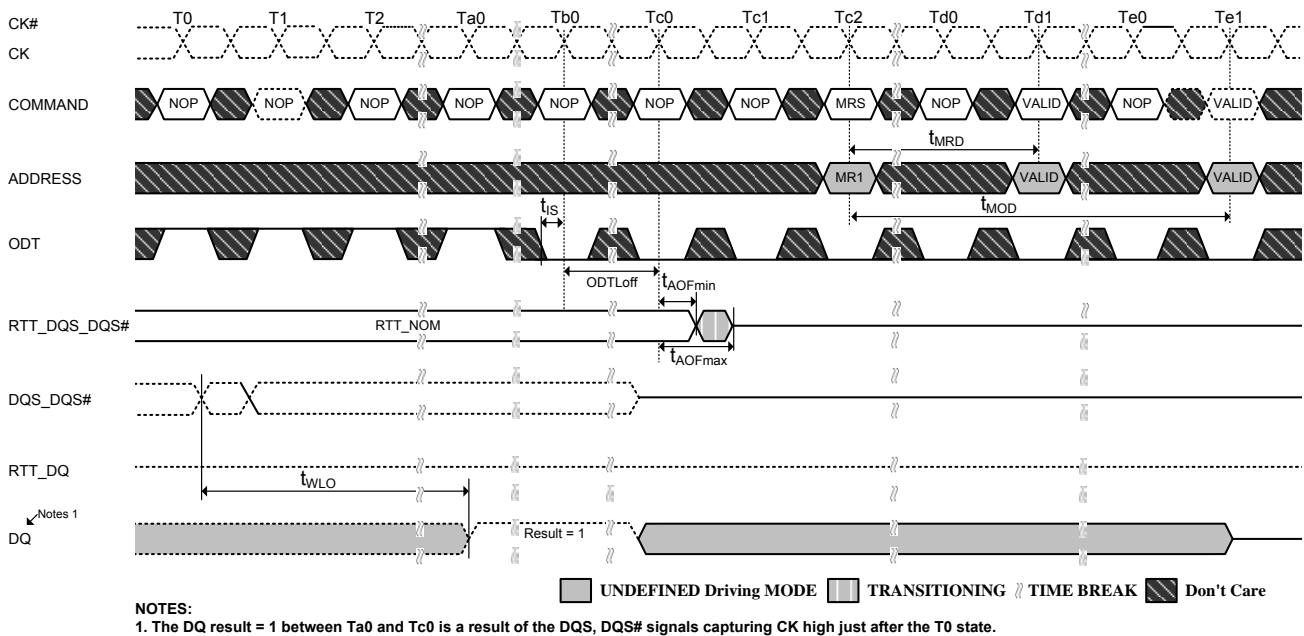 CK#
CK
T0 T1 T2 Ta0 Tb0 Tc0 Tc1 Tc2 Td0 Td1 Te0 Te1
COMMAND NOP NOP NOP NOP NOP NOP NOP MRS NOP VALID NOP VALID
tMRD
ADDRESS MR1 VALID VALID
tIS tMOD
ODT
ODTLoff tAOFmin
RTT_DQS_DQS# RTT_NOM
tAOFmax
DQS_DQS#
RTT_DQ
tWLO
Notes 1
DQ Result = 1
UNDEFINED Driving MODE TRANSITIONING TIME BREAK Don't Care
NOTES:
1. The DQ result = 1 between Ta0 and Tc0 is a result of the DQS, DQS# signals capturing CK high just after the T0 state.